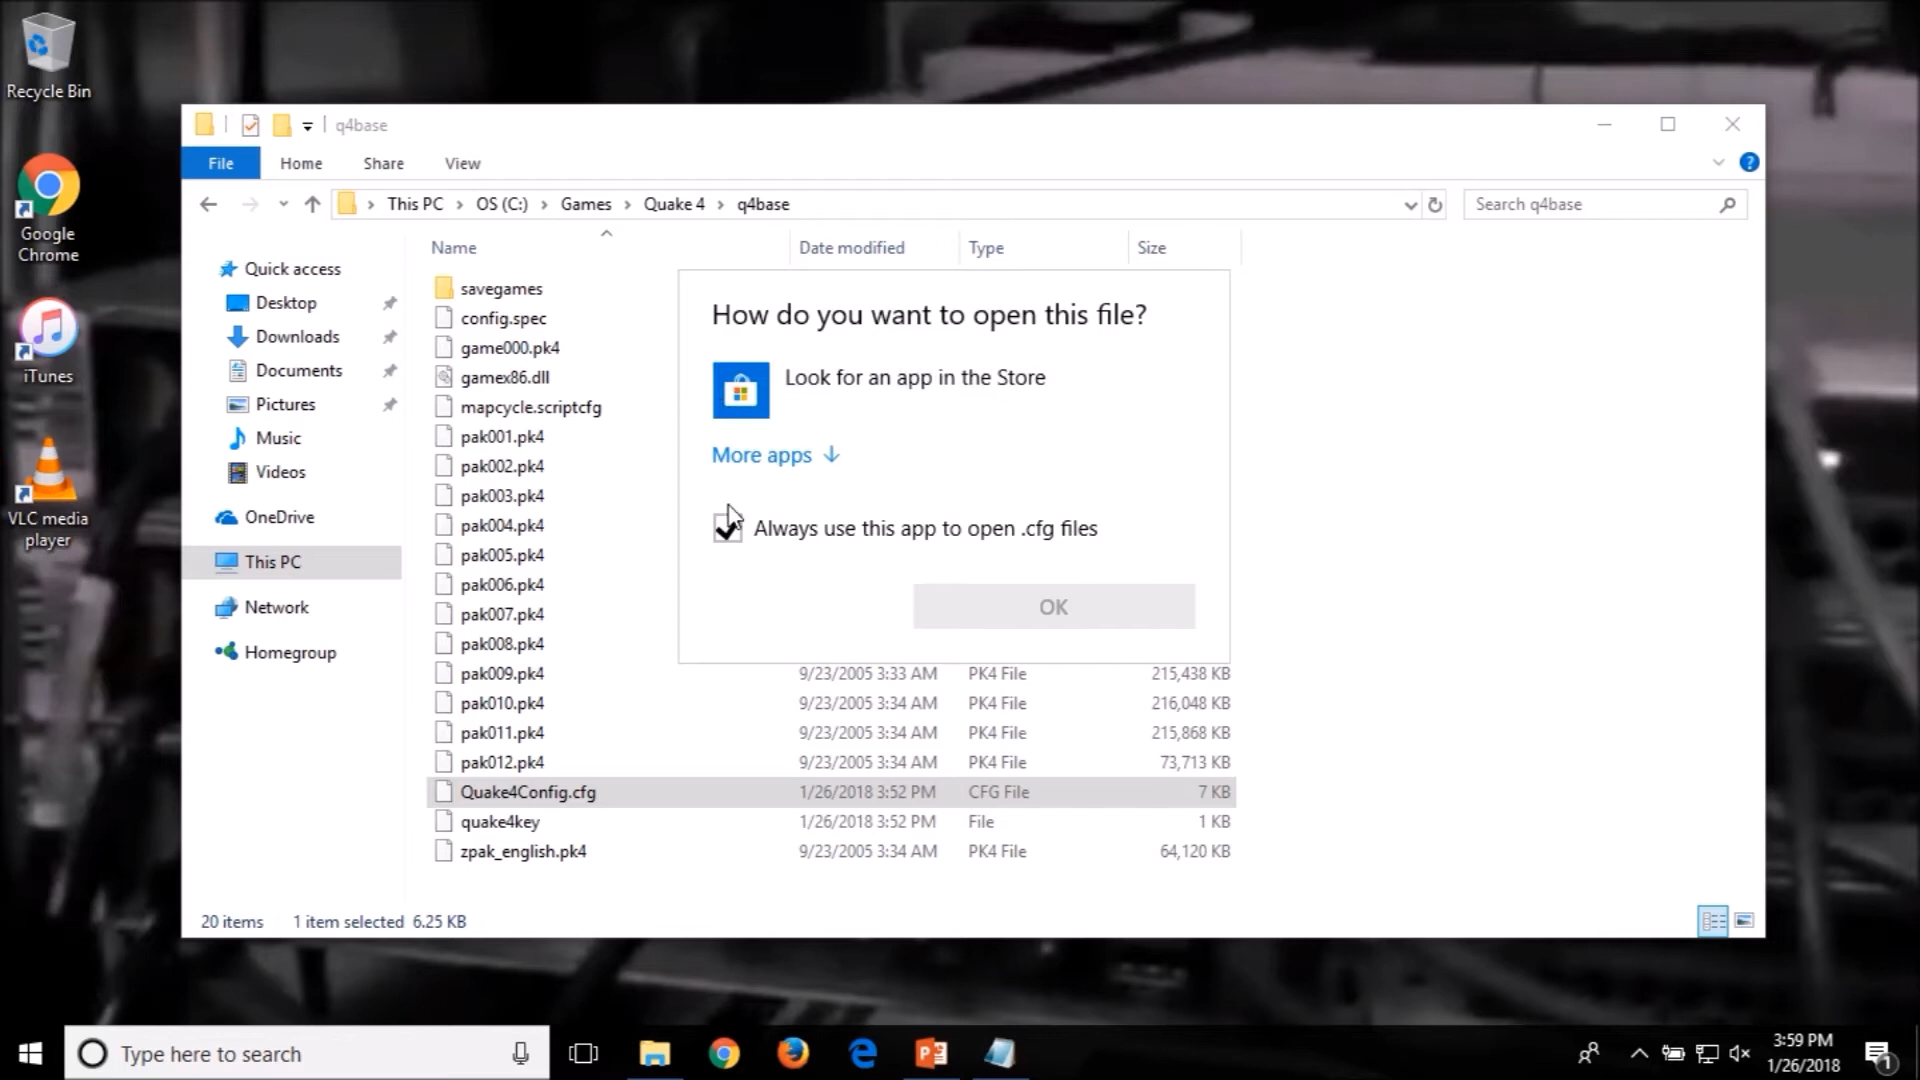 Recycle Bin
Google
Chrome
iTunes
VLC media
player
q4base
File Home Share View
This PC OS (C:) Games Quake 4 q4base
Search q4base
Quick access
Desktop
Downloads
Documents
Pictures
Music
Videos
OneDrive
This PC
Network
Homegroup
Name Date modified Type Size
savegames
config.spec
game000.pk4
gamex86.dll
mapcycle.scriptcfg
pak001.pk4
pak002.pk4
pak003.pk4
pak004.pk4
pak005.pk4
pak006.pk4
pak007.pk4
pak008.pk4
pak009.pk4 9/23/2005 3:33 AM PK4 File 215,438 KB
pak010.pk4 9/23/2005 3:34 AM PK4 File 216,048 KB
pak011.pk4 9/23/2005 3:34 AM PK4 File 215,868 KB
pak012.pk4 9/23/2005 3:34 AM PK4 File 73,713 KB
Quake4Config.cfg 1/26/2018 3:52 PM CFG File 7 KB
quake4key 1/26/2018 3:52 PM File 1 KB
zpak_english.pk4 9/23/2005 3:34 AM PK4 File 64,120 KB
How do you want to open this file?
Look for an app in the Store
More apps
Always use this app to open .cfg files
OK
20 items 1 item selected 6.25 KB
Type here to search
3:59 PM
1/26/2018
1